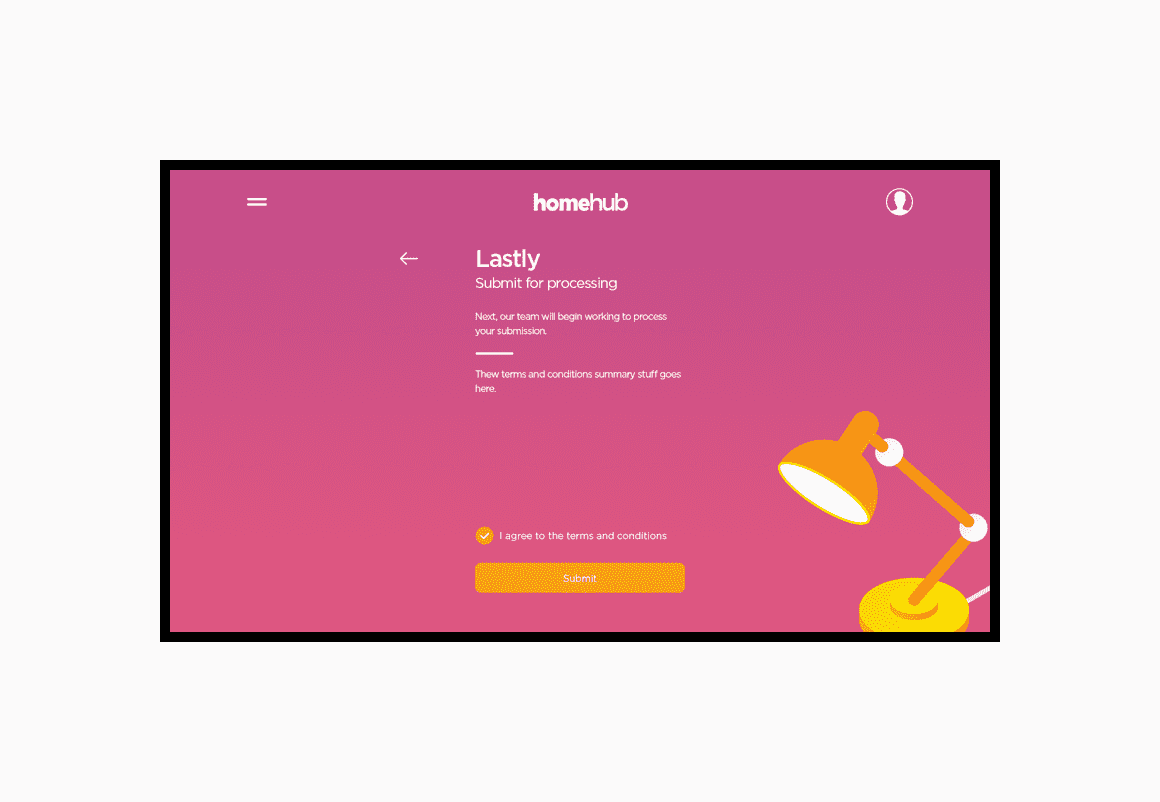 homehub
Lastly
Submit for processing
Next, our team will begin working to process
your submission.
Thew terms and conditions summary stuff goes
here.
I agree to the terms and conditions
Submit